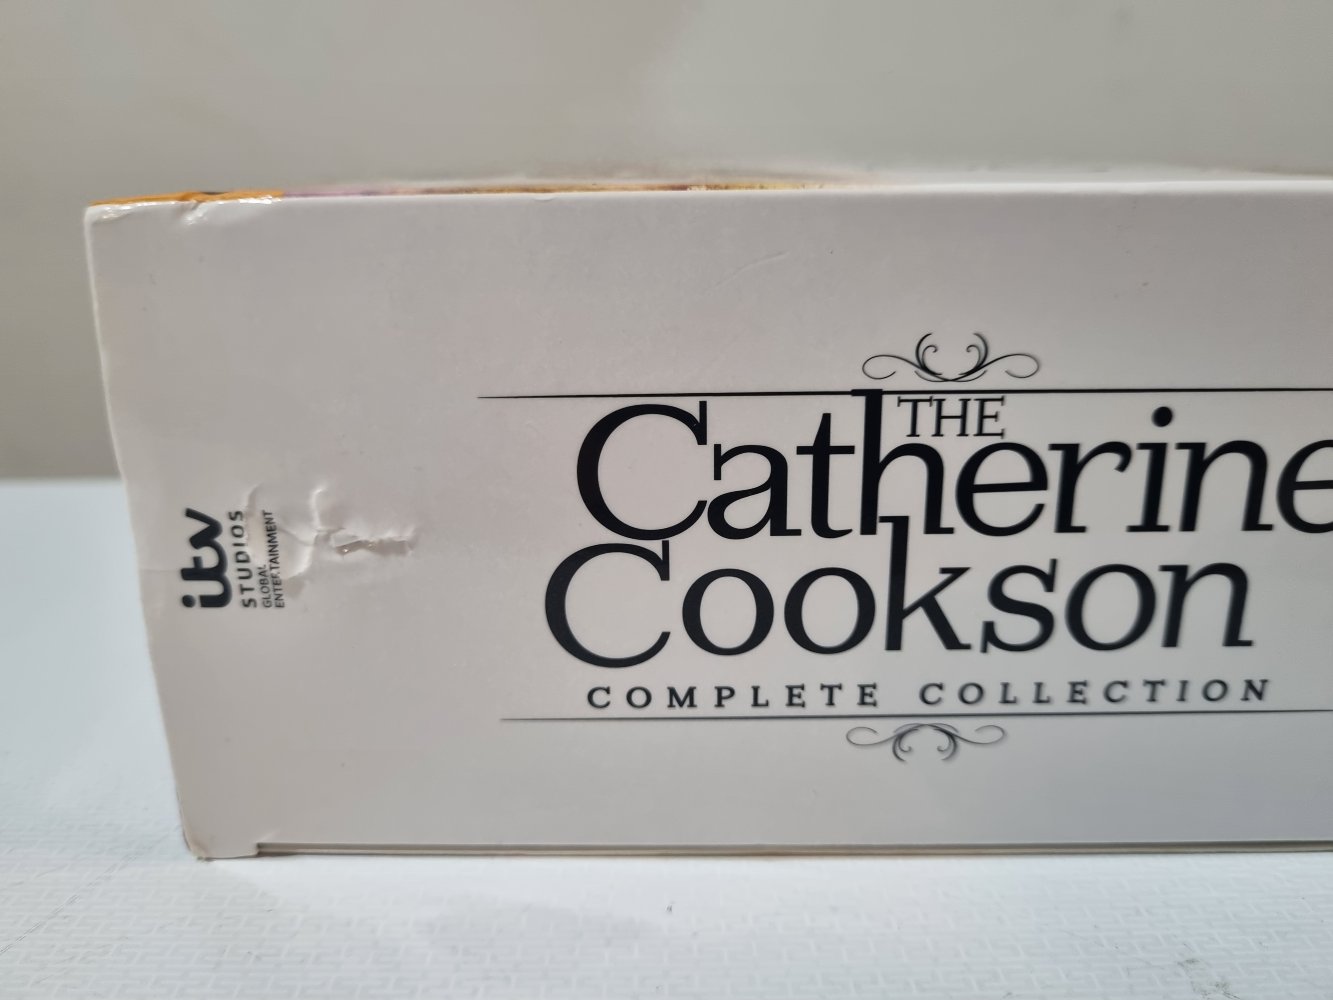 itv
STUDIOS
GLOBAL
ENTERTAINMENT
THE
Catherine
Cookson
COMPLETE COLLECTION